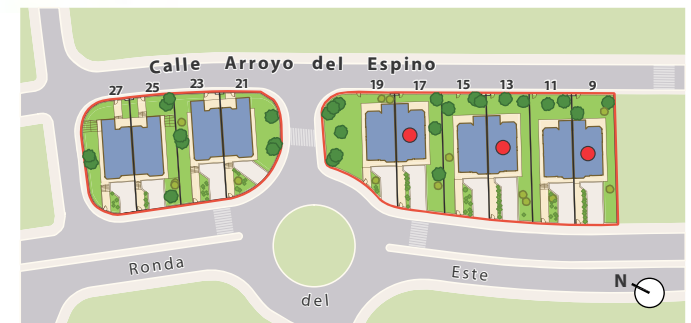 Calle Arroyo del Espino
27 25 23 21 19 17 15 13 11 9
Ronda del Este
N